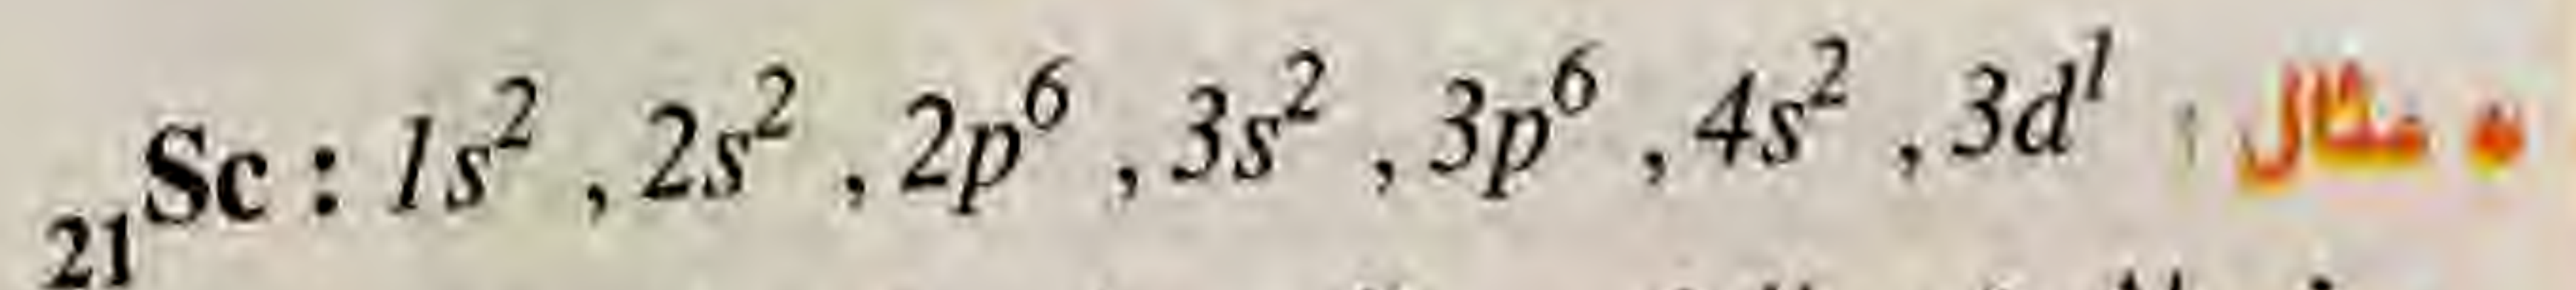 • مثال : ₂₁Sc : 1s² , 2s² , 2p⁶ , 3s² , 3p⁶ , 4s² , 3d¹